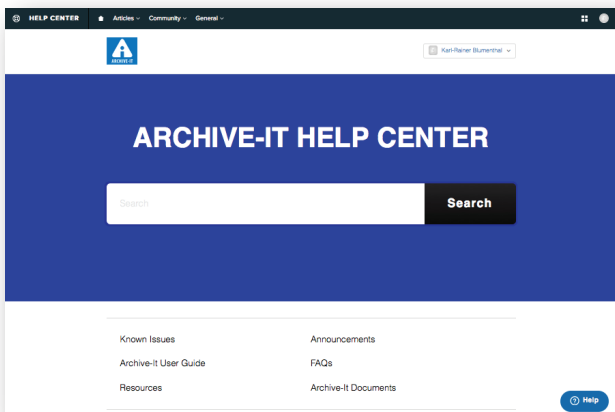 HELP CENTER Articles Community General
ARCHIVE-IT
Karl-Rainer Blumenthal
ARCHIVE-IT HELP CENTER
Search Search
Known Issues Announcements
Archive-It User Guide FAQs
Resources Archive-It Documents
Help